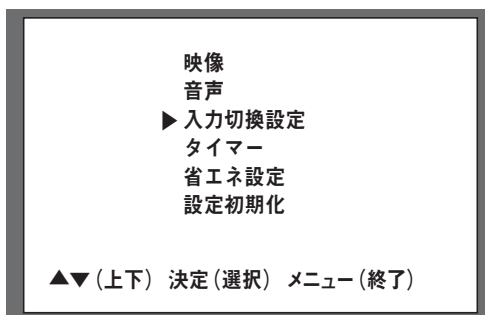 映像
音声
▶入力切換設定
タイマー
省エネ設定
設定初期化
▲▼(上下) 決定(選択) メニュー(終了)